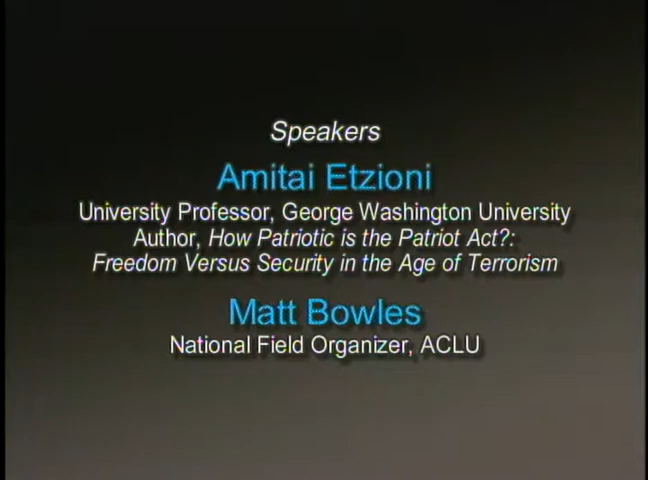 Speakers
Amitai Etzioni
University Professor, George Washington University
Author, How Patriotic is the Patriot Act?:
Freedom Versus Security in the Age of Terrorism
Matt Bowles
National Field Organizer, ACLU